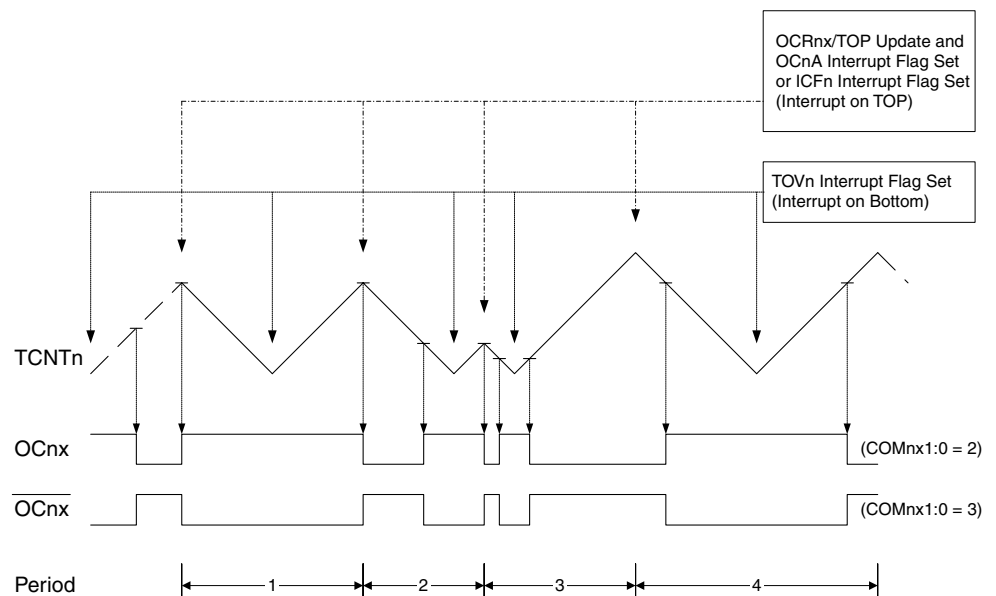 OCRnx/TOP Update and
OCnA Interrupt Flag Set
or ICFn Interrupt Flag Set
(Interrupt on TOP)
TOVn Interrupt Flag Set
(Interrupt on Bottom)
TCNTn
OCnx
(COMnx1:0 = 2)
OCnx
(COMnx1:0 = 3)
Period
1
2
3
4